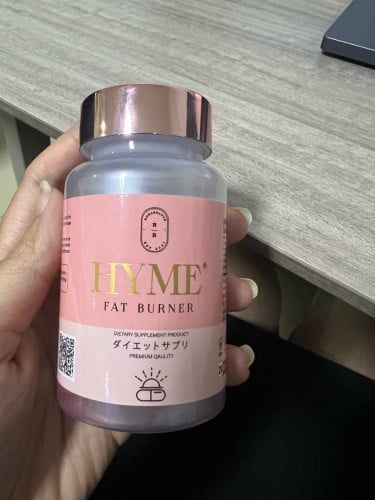 R
B
HYME®
FAT BURNER
DIETARY SUPPLEMENT PRODUCT
ダイエットサプリ
PREMIUM QAULITY